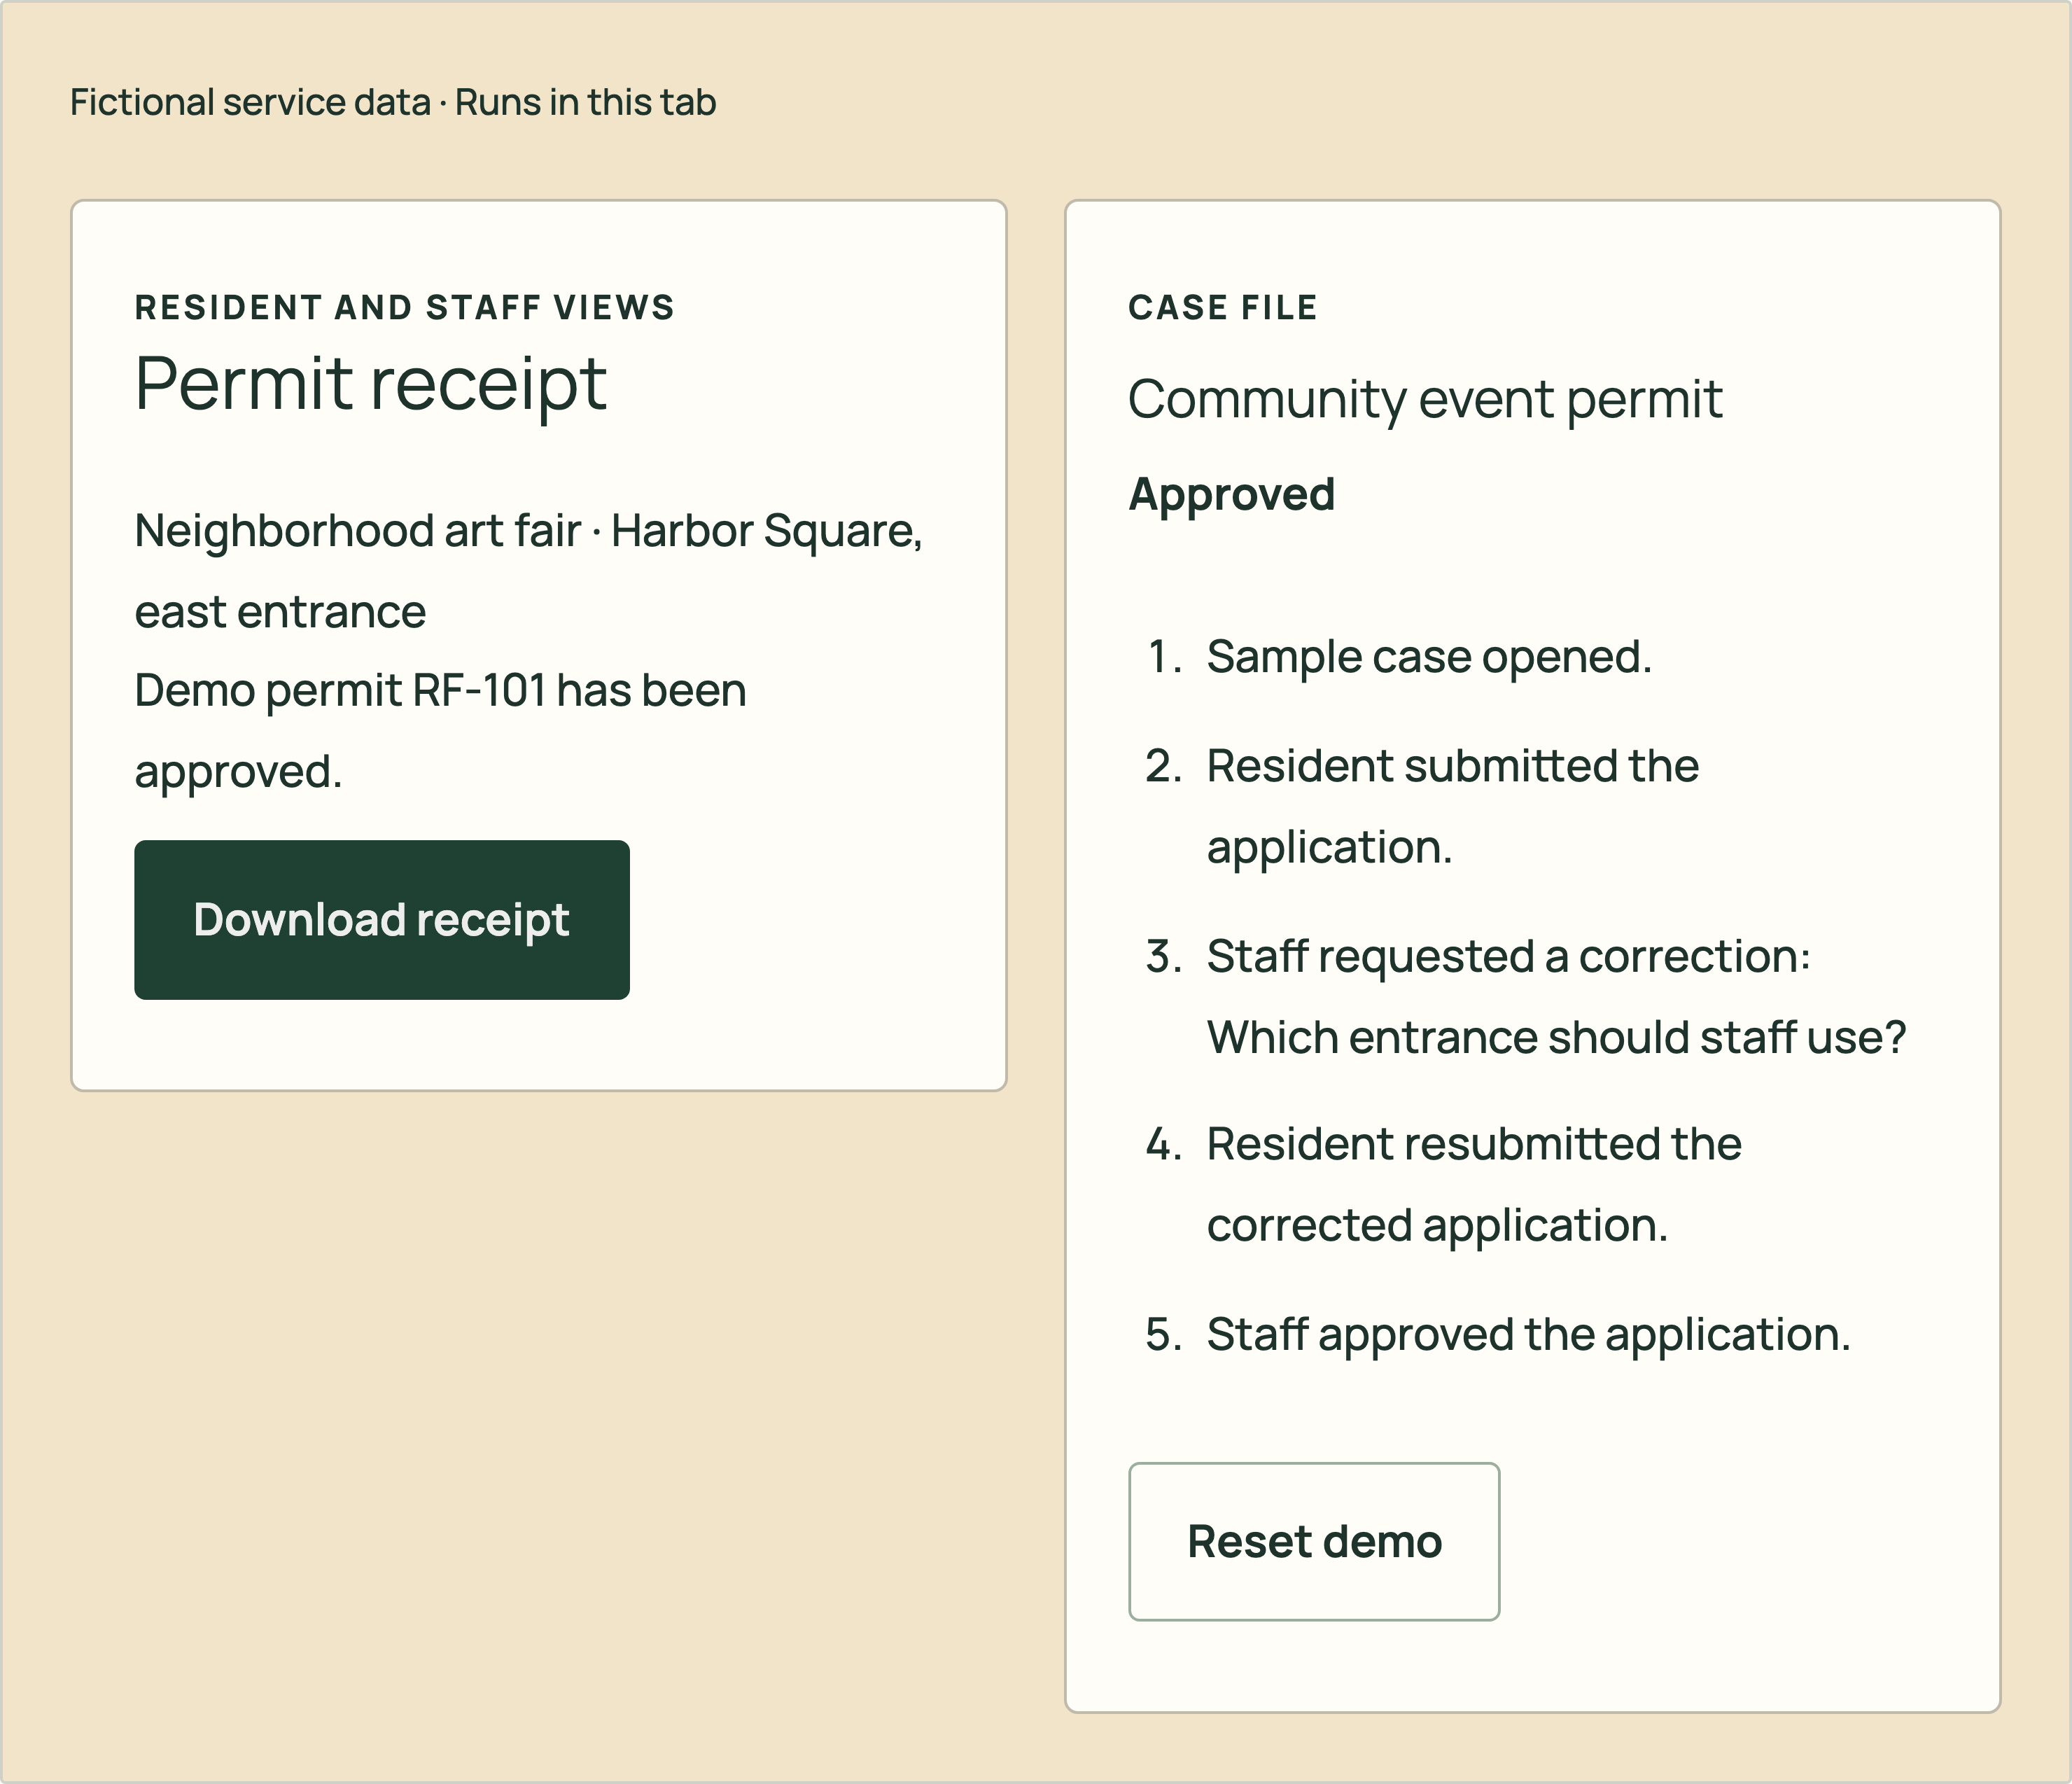 Fictional service data · Runs in this tab
RESIDENT AND STAFF VIEWS
Permit receipt
Neighborhood art fair · Harbor Square,
east entrance
Demo permit RF-101 has been
approved.
Download receipt
CASE FILE
Community event permit
Approved
1. Sample case opened.
2. Resident submitted the
application.
3. Staff requested a correction:
Which entrance should staff use?
4. Resident resubmitted the
corrected application.
5. Staff approved the application.
Reset demo